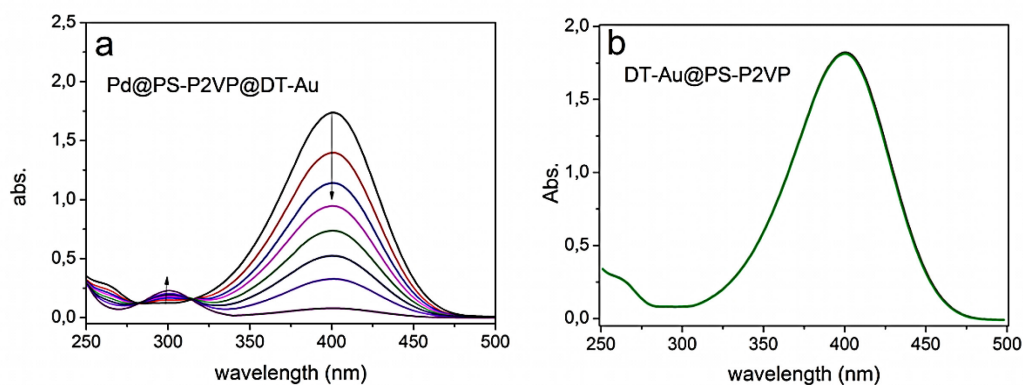 a
Pd@PS-P2VP@DT-Au
abs.
2,5
2,0
1,5
1,0
0,5
0,0
250 300 350 400 450 500
wavelength (nm)
b
DT-Au@PS-P2VP
Abs.
2,0
1,5
1,0
0,5
0,0
250 300 350 400 450 500
wavelength (nm)